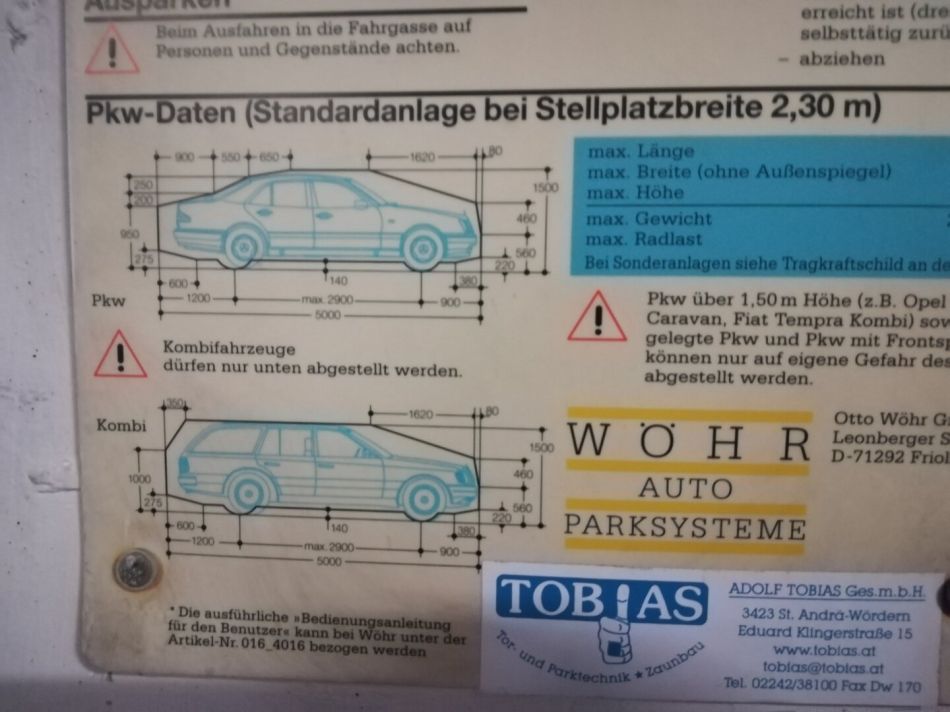 Ausparken
Beim Ausfahren in die Fahrgasse auf
Personen und Gegenstände achten.
erreicht ist (dre
selbsttätig zurü
– abziehen
Pkw-Daten (Standardanlage bei Stellplatzbreite 2,30 m)
900 550 650 1620 80
250
200
950
275
1500
460
560
220
600 140 380
1200 max. 2900 900
5000
Pkw
max. Länge
max. Breite (ohne Außenspiegel)
max. Höhe
max. Gewicht
max. Radlast
Bei Sonderanlagen siehe Tragkraftschild an de
Kombifahrzeuge
dürfen nur unten abgestellt werden.
Pkw über 1,50 m Höhe (z.B. Opel
Caravan, Fiat Tempra Kombi) sow
gelegte Pkw und Pkw mit Frontsp
können nur auf eigene Gefahr des
abgestellt werden.
Kombi
350 1620 80
1000
275
1500
460
560
220
600 140 380
1200 max. 2900 900
5000
WÖHR
AUTO
PARKSYSTEME
Otto Wöhr G
Leonberger S
D-71292 Friol
* Die ausführliche »Bedienungsanleitung
für den Benutzer« kann bei Wöhr unter der
Artikel-Nr. 016_4016 bezogen werden
TOBIAS
Tor- und Parktechnik ★ Zaunbau
ADOLF TOBIAS Ges.m.b.H.
3423 St. Andrä-Wördern
Eduard Klingerstraße 15
www.tobias.at
tobias@tobias.at
Tel. 02242/38100 Fax Dw 170